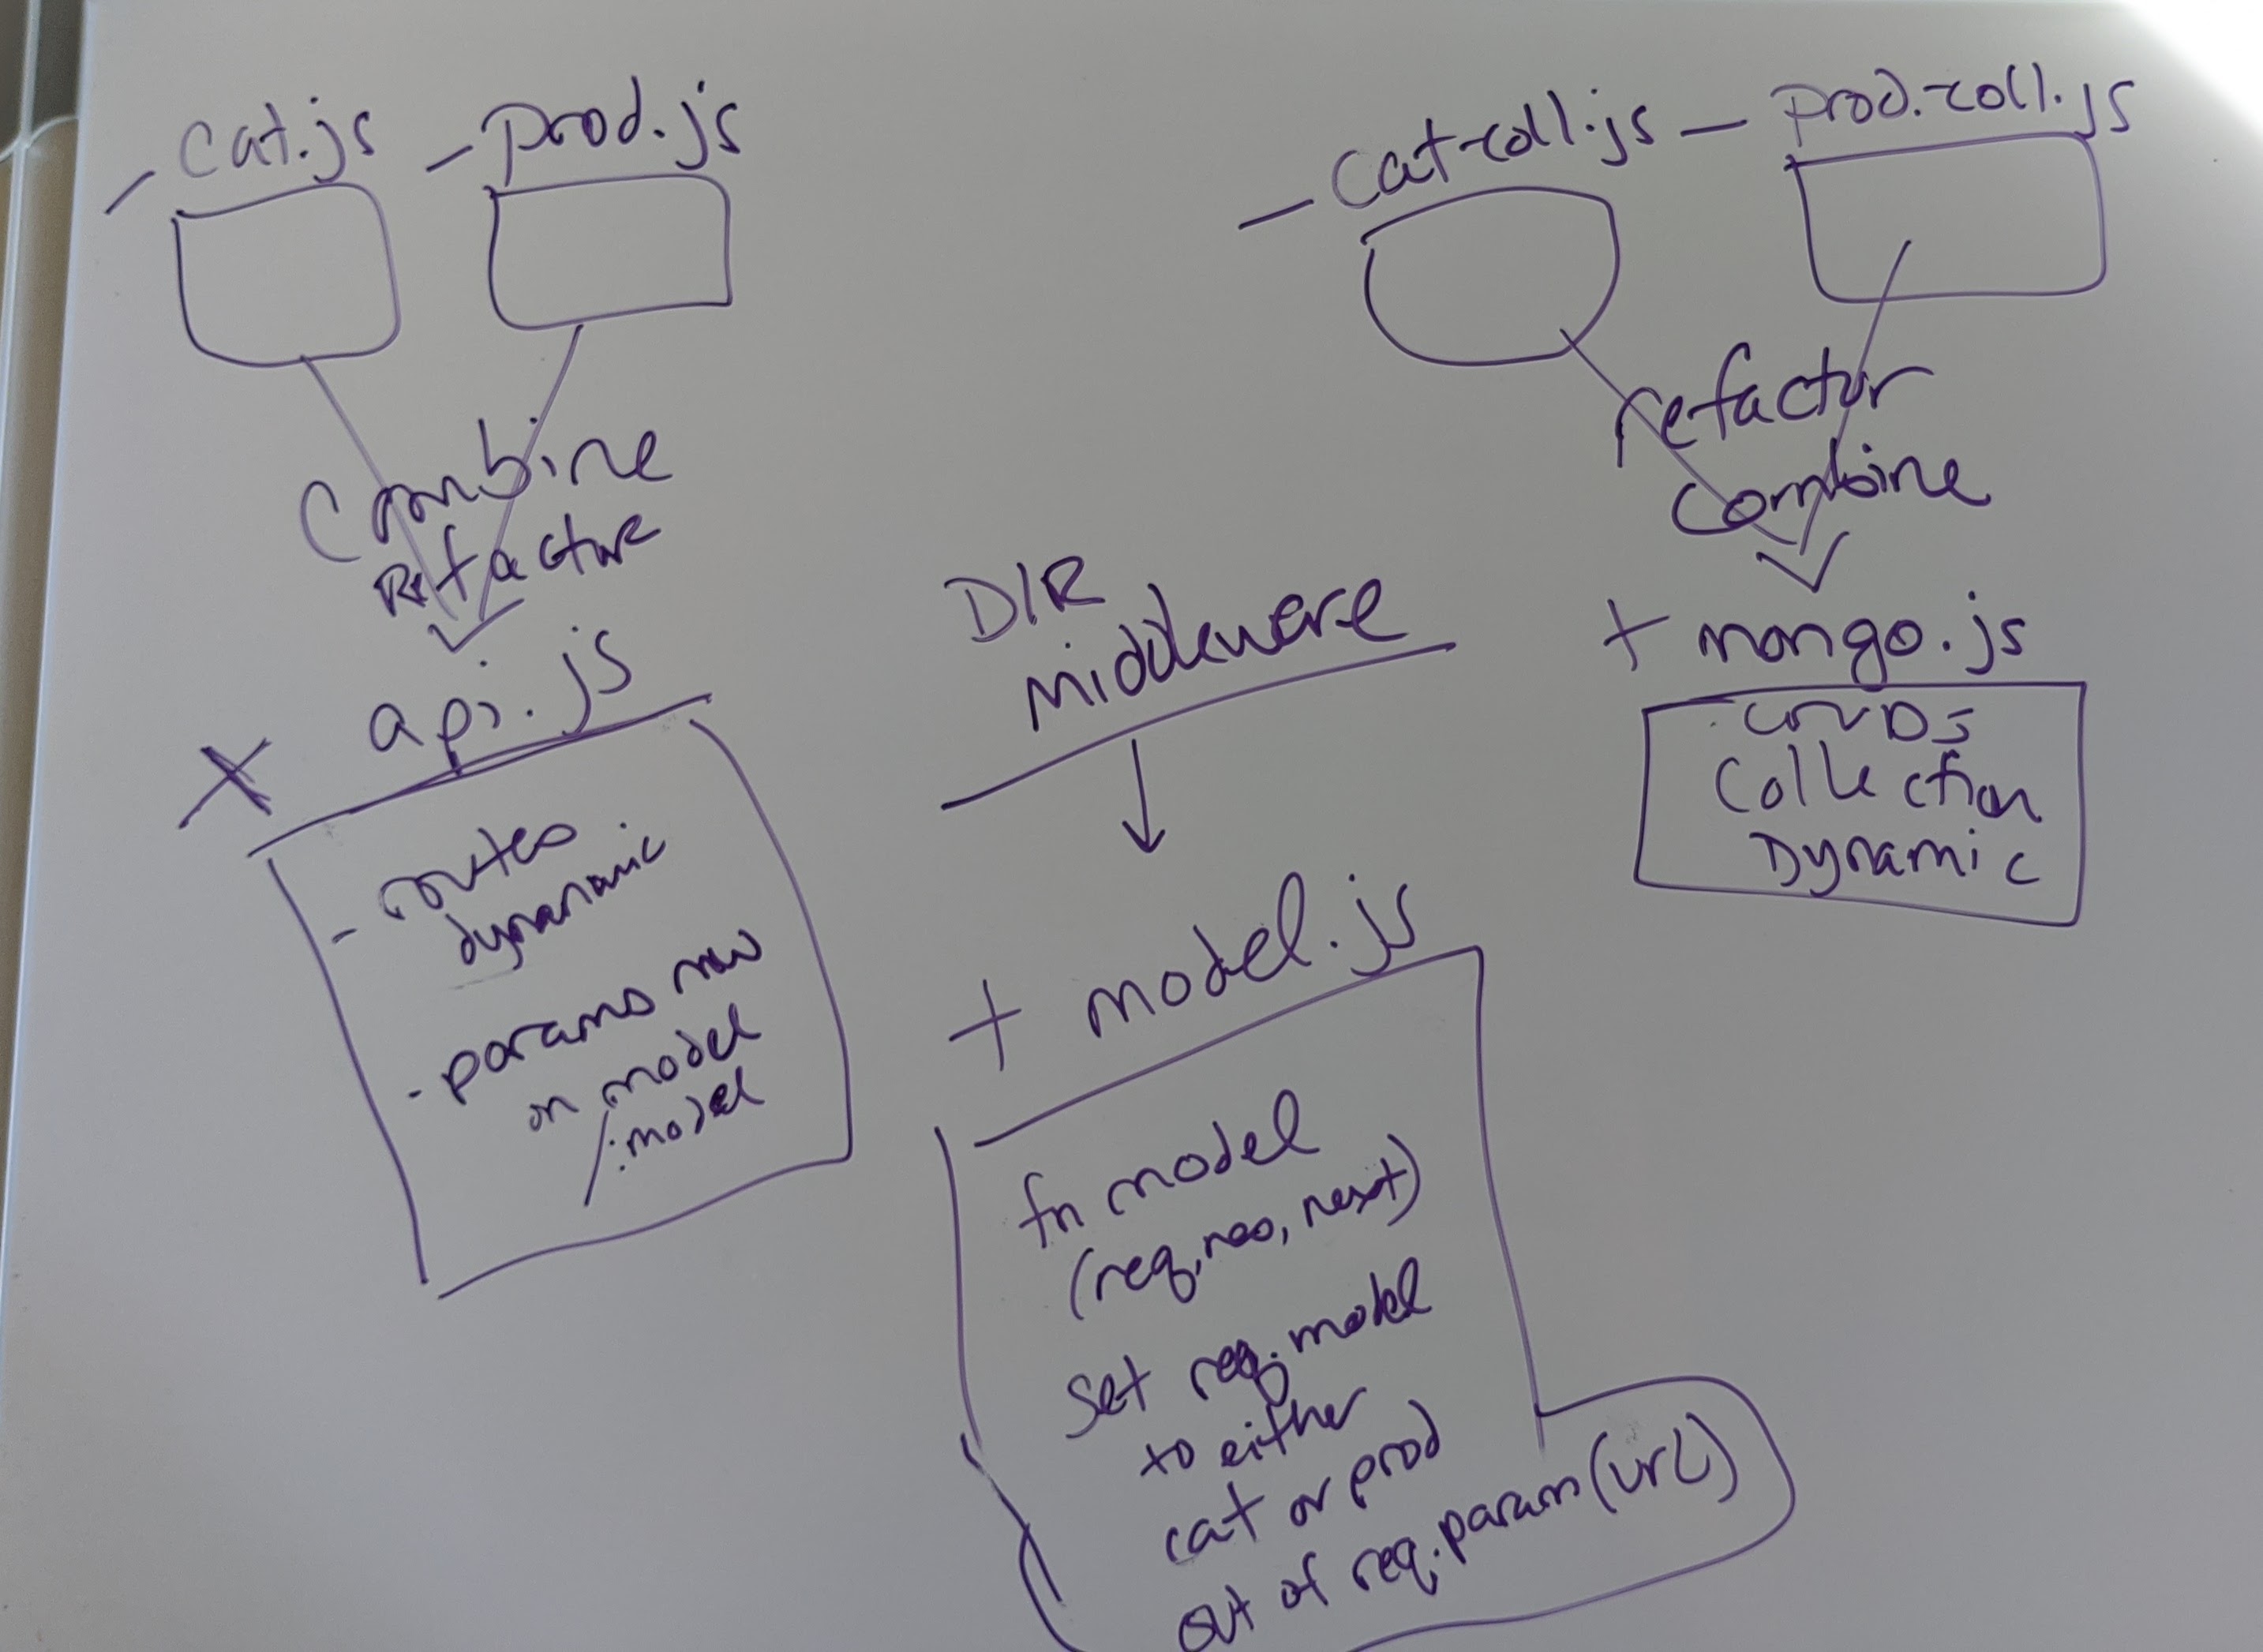 - cat.js
- Prod.js
Combine
Refactor
X api.js
- routes
dynamic
- params now
on model
/:model
DIR
Middleware
+ model.js
fn model
(req, res, next)
Set req.model
to either
cat or prod
out of req.param(url)
- cat-coll.js
- Prod.-coll.js
refactor
combine
+ mongo.js
. CRUDS
Collection
Dynamic